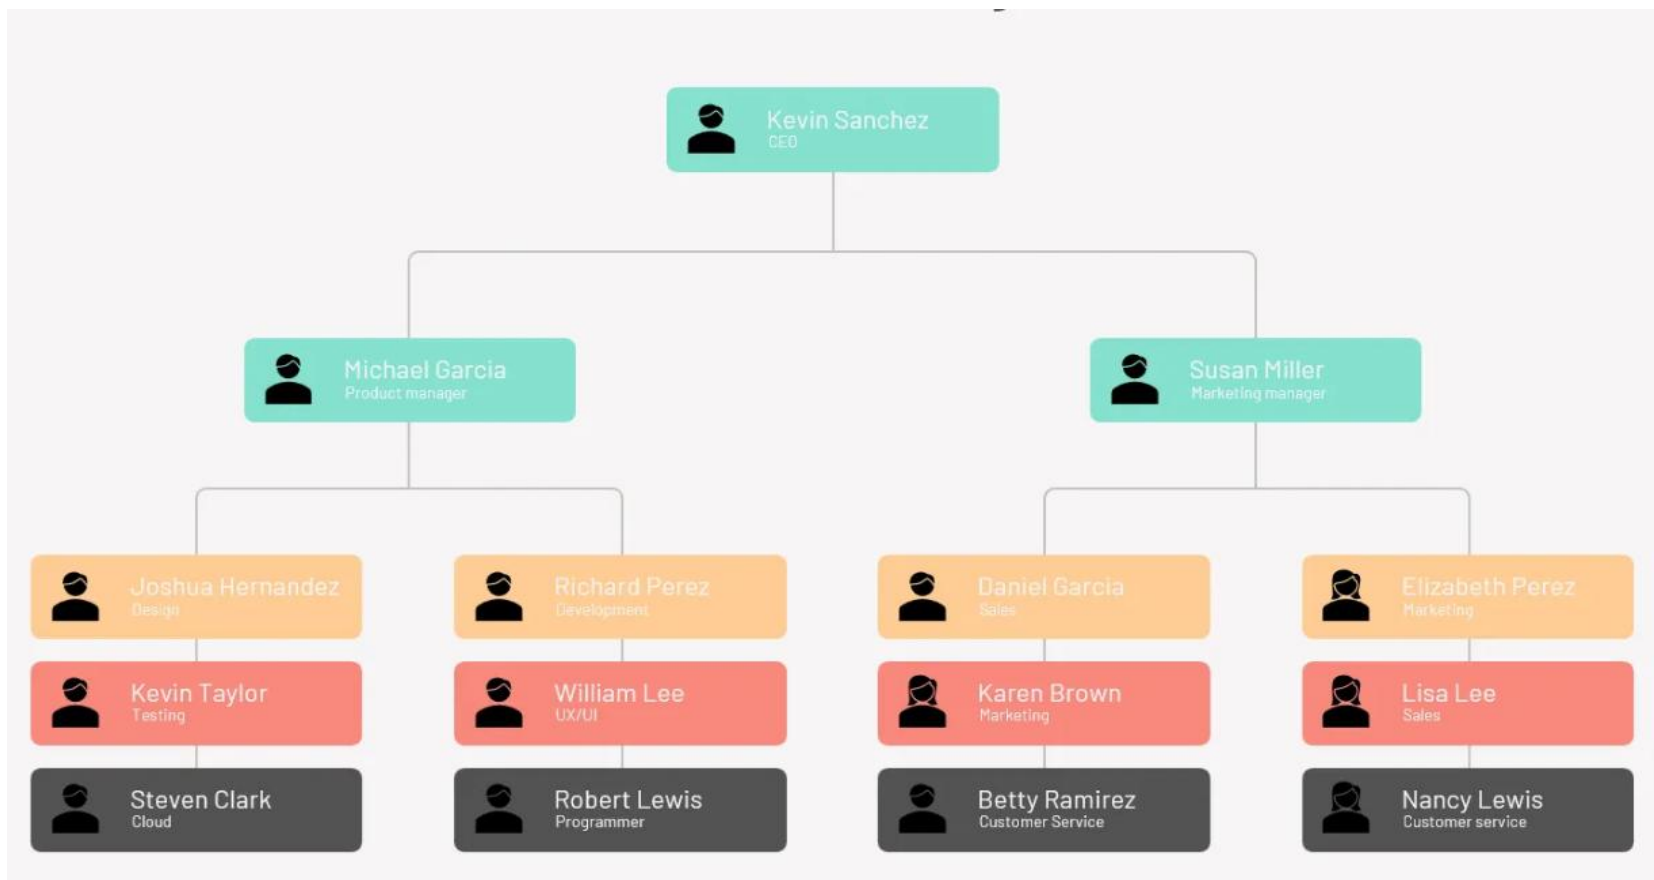 Kevin Sanchez
CEO
Michael Garcia
Product manager
Susan Miller
Marketing manager
Joshua Hernandez
Design
Richard Perez
Development
Daniel Garcia
Sales
Elizabeth Perez
Marketing
Kevin Taylor
Testing
William Lee
UX/UI
Karen Brown
Marketing
Lisa Lee
Sales
Steven Clark
Cloud
Robert Lewis
Programmer
Betty Ramirez
Customer Service
Nancy Lewis
Customer service